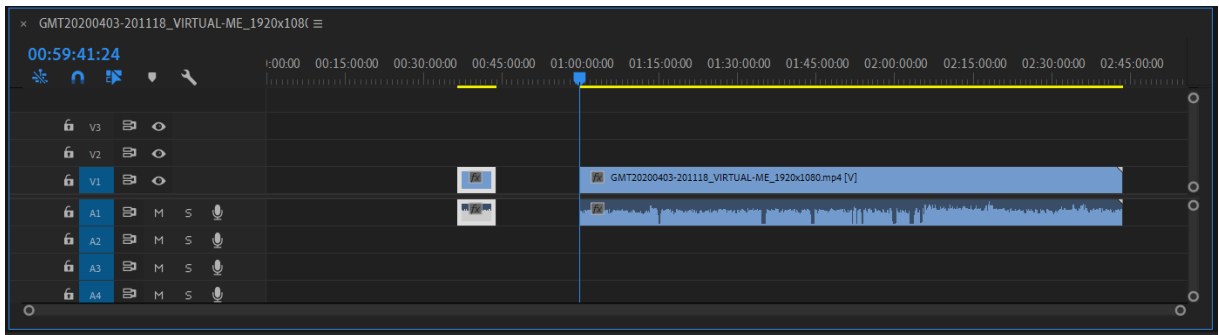 × GMT20200403-201118_VIRTUAL-ME_1920x108( ≡
00:59:41:24
):00:00 00:15:00:00 00:30:00:00 00:45:00:00 01:00:00:00 01:15:00:00 01:30:00:00 01:45:00:00 02:00:00:00 02:15:00:00 02:30:00:00 02:45:00:00
V3
V2
V1 fx fx GMT20200403-201118_VIRTUAL-ME_1920x1080.mp4 [V]
A1 M S fx fx
A2 M S
A3 M S
A4 M S